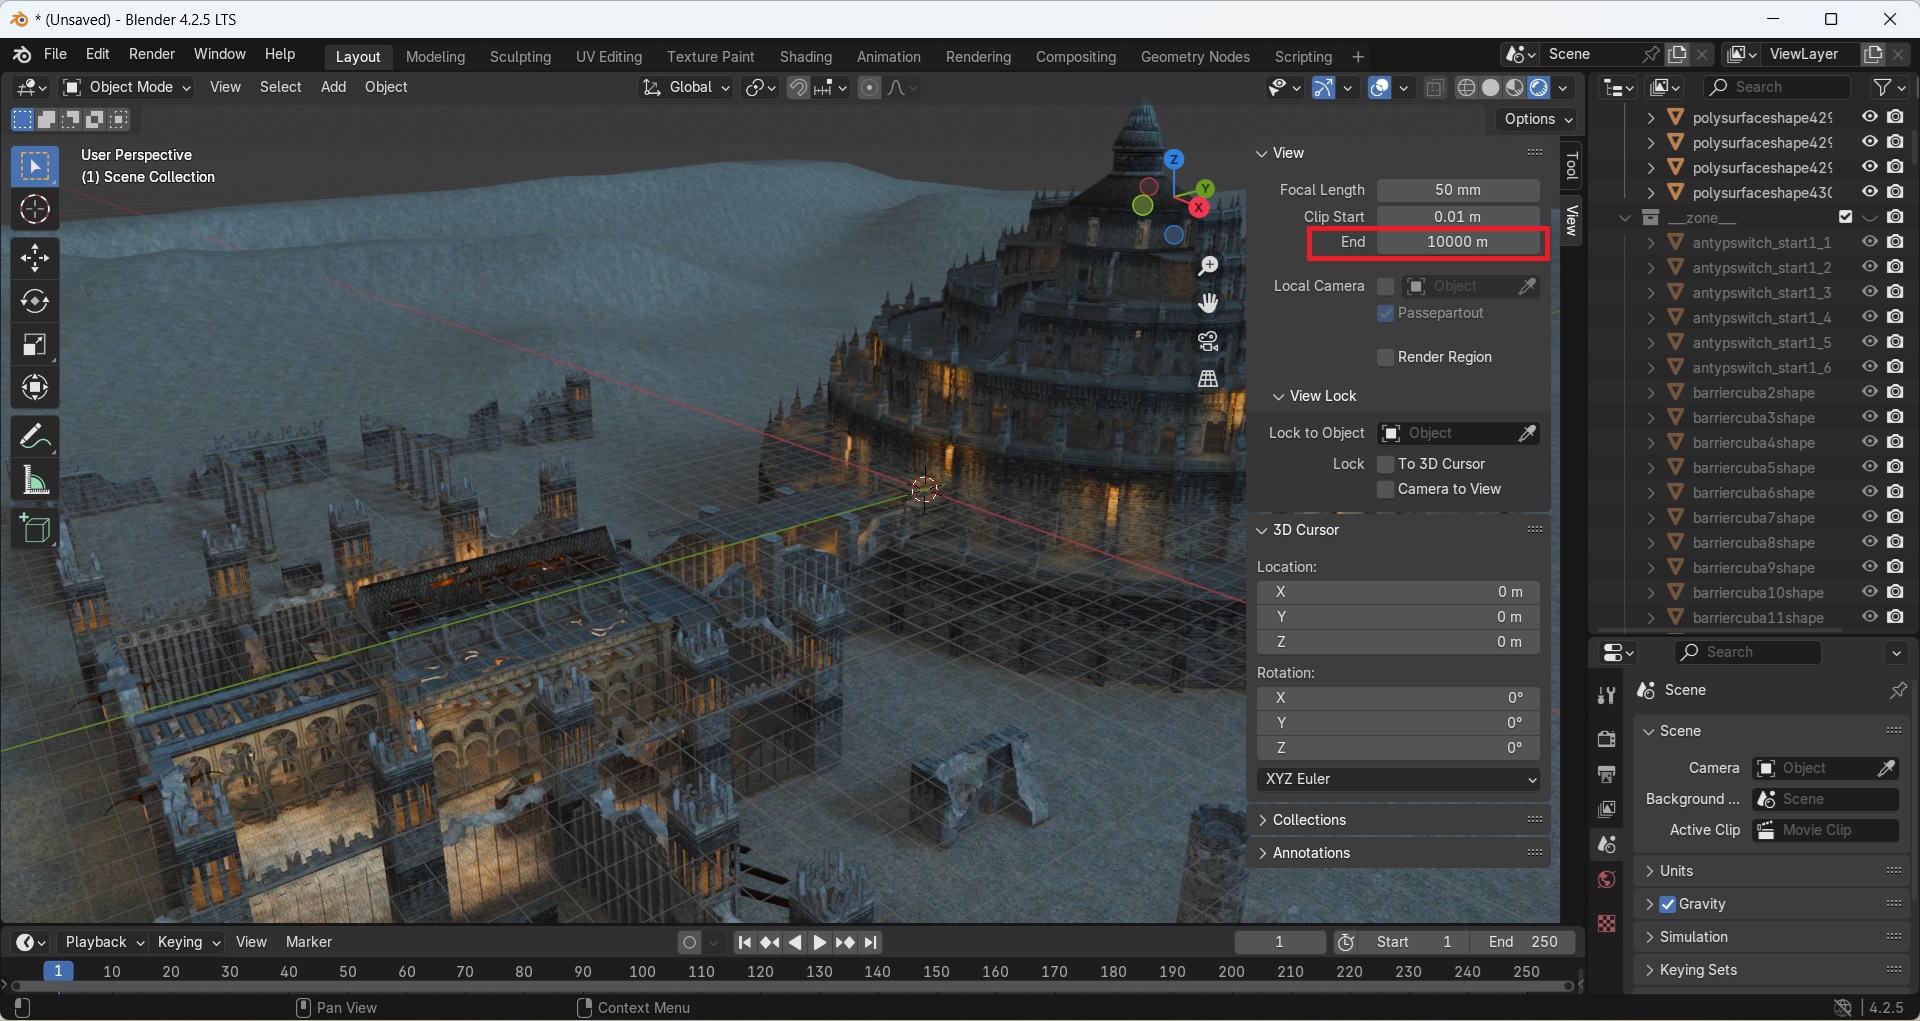 * (Unsaved) - Blender 4.2.5 LTS
File Edit Render Window Help
Layout Modeling Sculpting UV Editing Texture Paint Shading Animation Rendering Compositing Geometry Nodes Scripting +
Scene
ViewLayer
Object Mode View Select Add Object
Global
Search
Options
User Perspective
(1) Scene Collection
Z
Y
X
View
Focal Length 50 mm
Clip Start 0.01 m
End 10000 m
Local Camera Object
Passepartout
Render Region
View Lock
Lock to Object Object
Lock To 3D Cursor
Camera to View
3D Cursor
Location:
X 0 m
Y 0 m
Z 0 m
Rotation:
X 0°
Y 0°
Z 0°
XYZ Euler
Collections
Annotations
Tool
View
polysurfaceshape429
polysurfaceshape429
polysurfaceshape429
polysurfaceshape430
__zone__
antypswitch_start1_1
antypswitch_start1_2
antypswitch_start1_3
antypswitch_start1_4
antypswitch_start1_5
antypswitch_start1_6
barriercuba2shape
barriercuba3shape
barriercuba4shape
barriercuba5shape
barriercuba6shape
barriercuba7shape
barriercuba8shape
barriercuba9shape
barriercuba10shape
barriercuba11shape
Search
Scene
Scene
Camera Object
Background ... Scene
Active Clip Movie Clip
Units
Gravity
Simulation
Keying Sets
Playback Keying View Marker
1
Start 1
End 250
1 10 20 30 40 50 60 70 80 90 100 110 120 130 140 150 160 170 180 190 200 210 220 230 240 250
Pan View
Context Menu
4.2.5